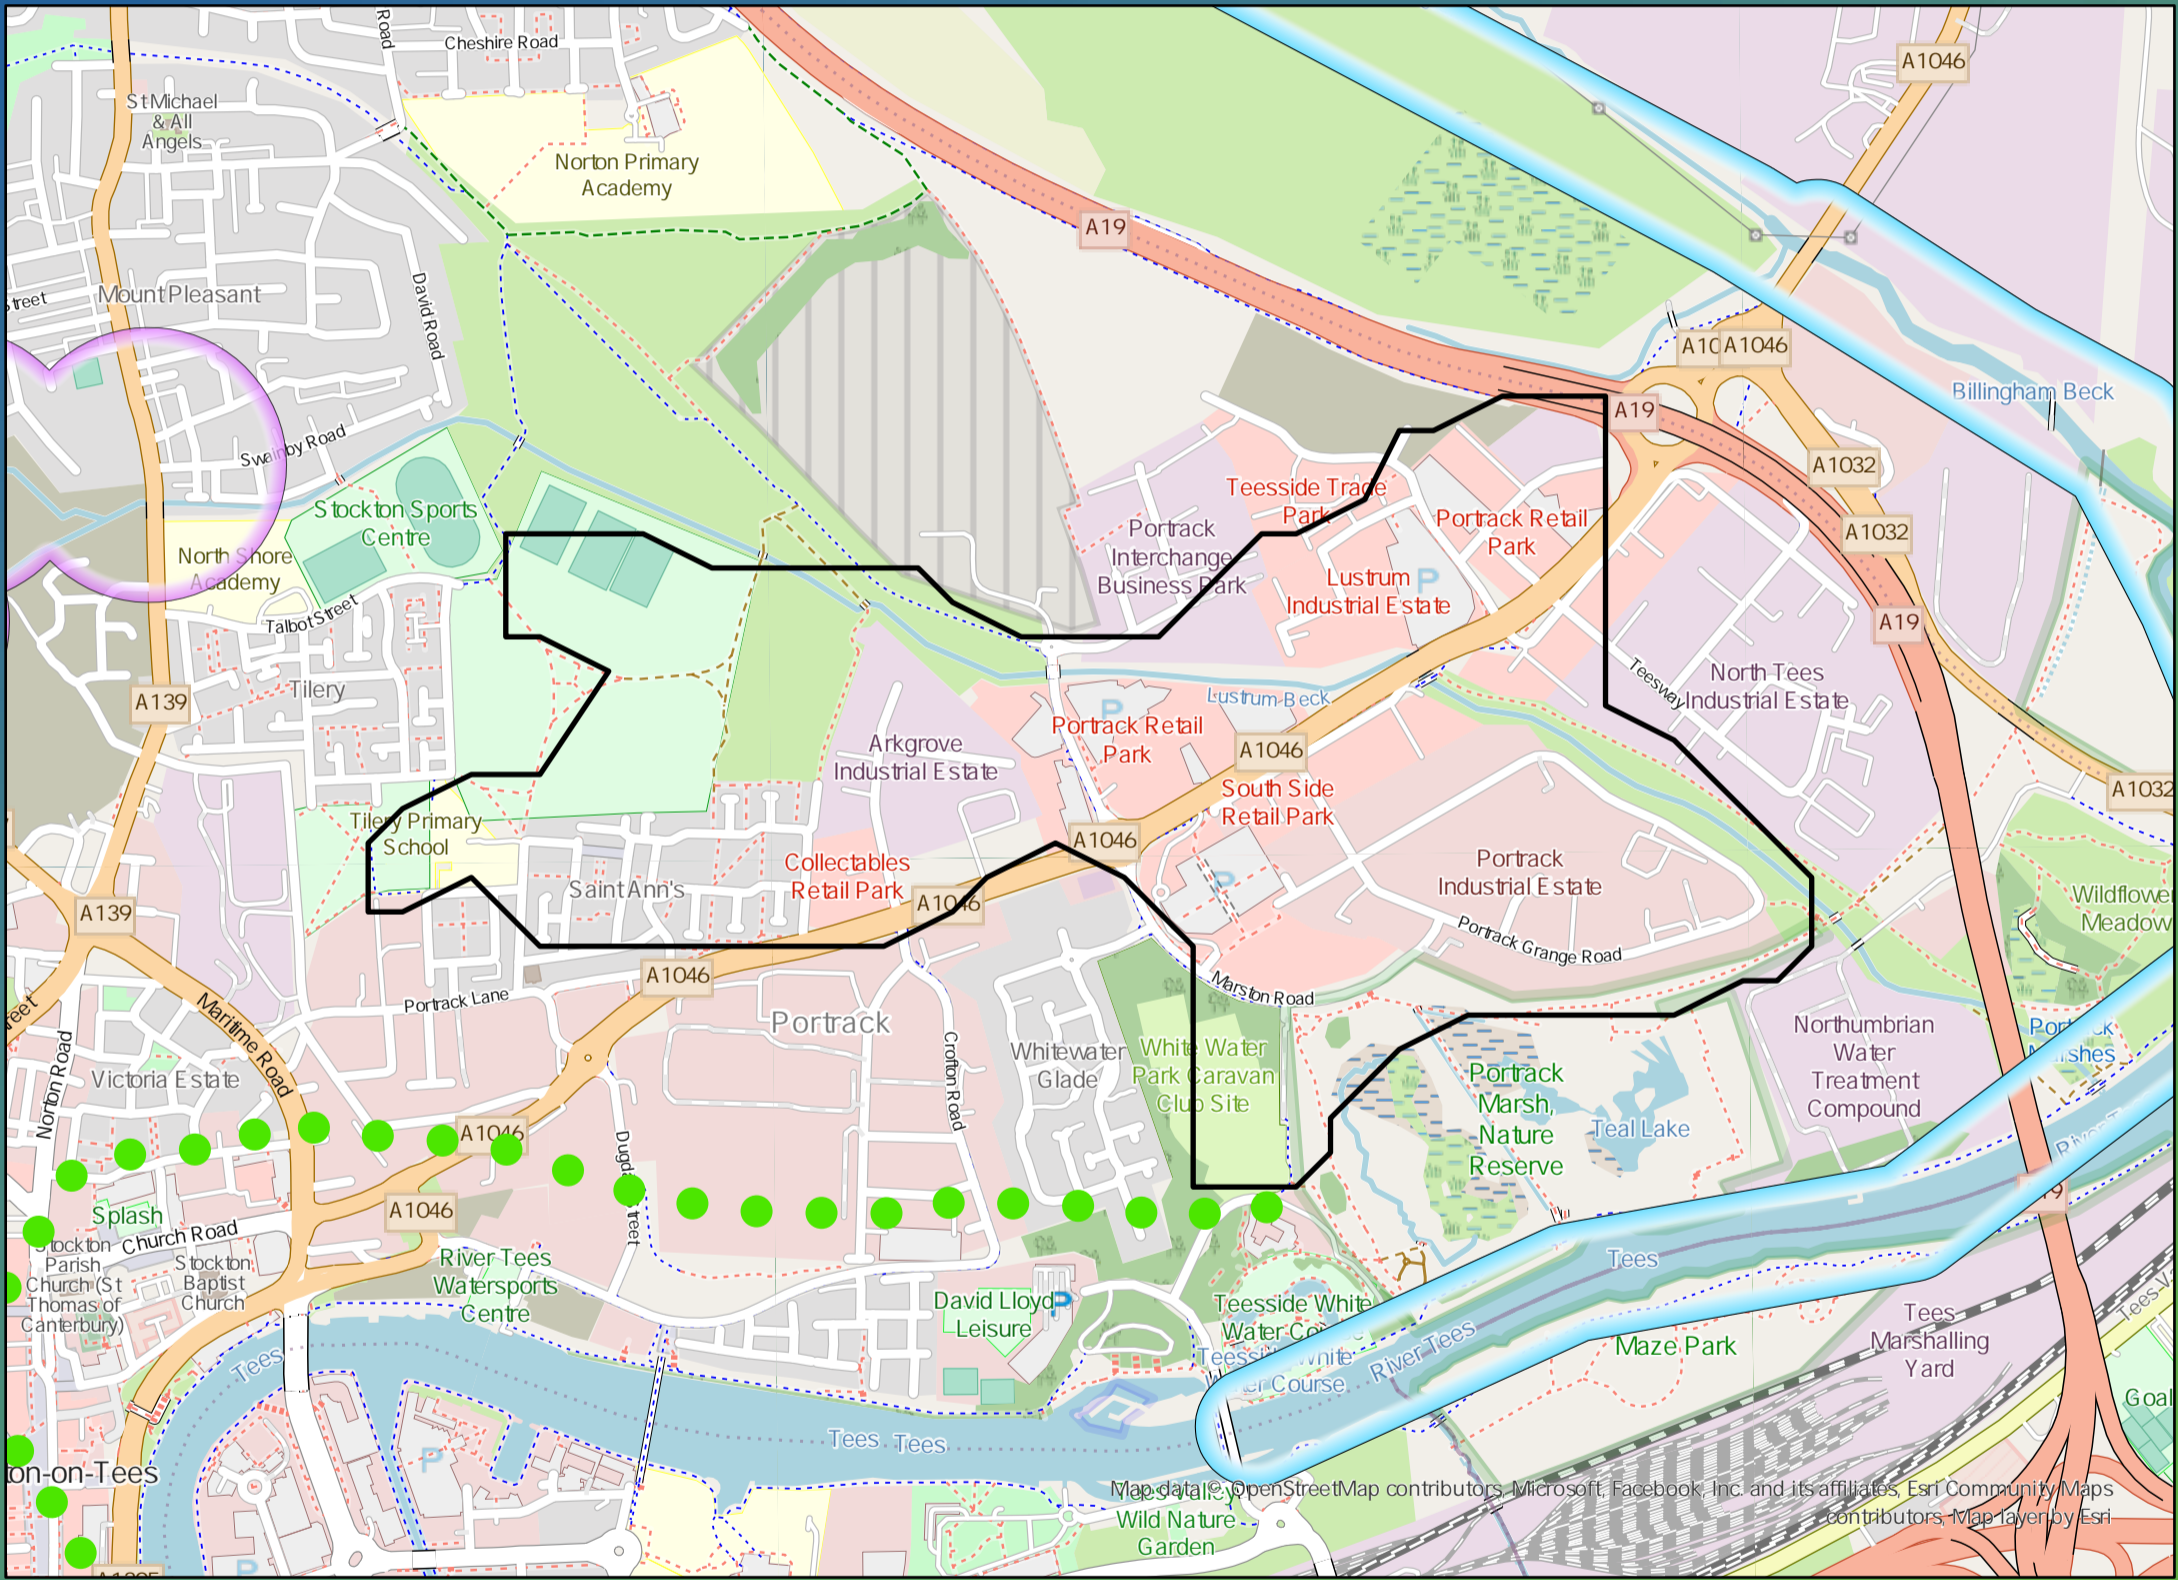 Road
Cheshire Road
A1046
St Michael
& All
Angels
Norton Primary
Academy
A19
Mount Pleasant
Street
David Road
A1046
Billingham Beck
A19
Swainby Road
A1032
Stockton Sports
Centre
Teesside Trade
Park
Portrack Retail
Park
Portrack
Interchange
Business Park
A1032
North Shore
Academy
Lustrum
Industrial Estate
P
Talbot Street
A19
Tilery
A139
Lustrum Beck
Teesway
North Tees
Industrial Estate
P
Portrack Retail
Park
Arkgrove
Industrial Estate
A1046
South Side
Retail Park
A1032
Tilery Primary
School
A1046
Collectables
Retail Park
Saint Ann's
Portrack
Industrial Estate
P
Wildflower
Meadow
A139
A1046
Portrack Grange Road
A1046
Marston Road
Portrack Lane
Maritime Road
Portrack
Crofton Road
Whitewater
Glade
White Water
Park Caravan
Club Site
Northumbrian
Water
Treatment
Compound
Portrack
Marsh,
Nature
Reserve
Teal Lake
Norton Road
Victoria Estate
A1046
A1046
Splash
Church Road
Stockton
Parish
Church (St
Thomas of
Canterbury)
Stockton
Baptist
Church
River Tees
Watersports
Centre
David Lloyd
Leisure
P
Teesside White
Tees
River Tees
Maze Park
Tees
Marshalling
Yard
Tees
Goal
Tees
Tees
P
ton-on-Tees
Map data © OpenStreetMap contributors, Microsoft, Facebook, Inc. and its affiliates, Esri Community Maps
contributors, Map layer by Esri
Tees Valley
Wild Nature
Garden
P